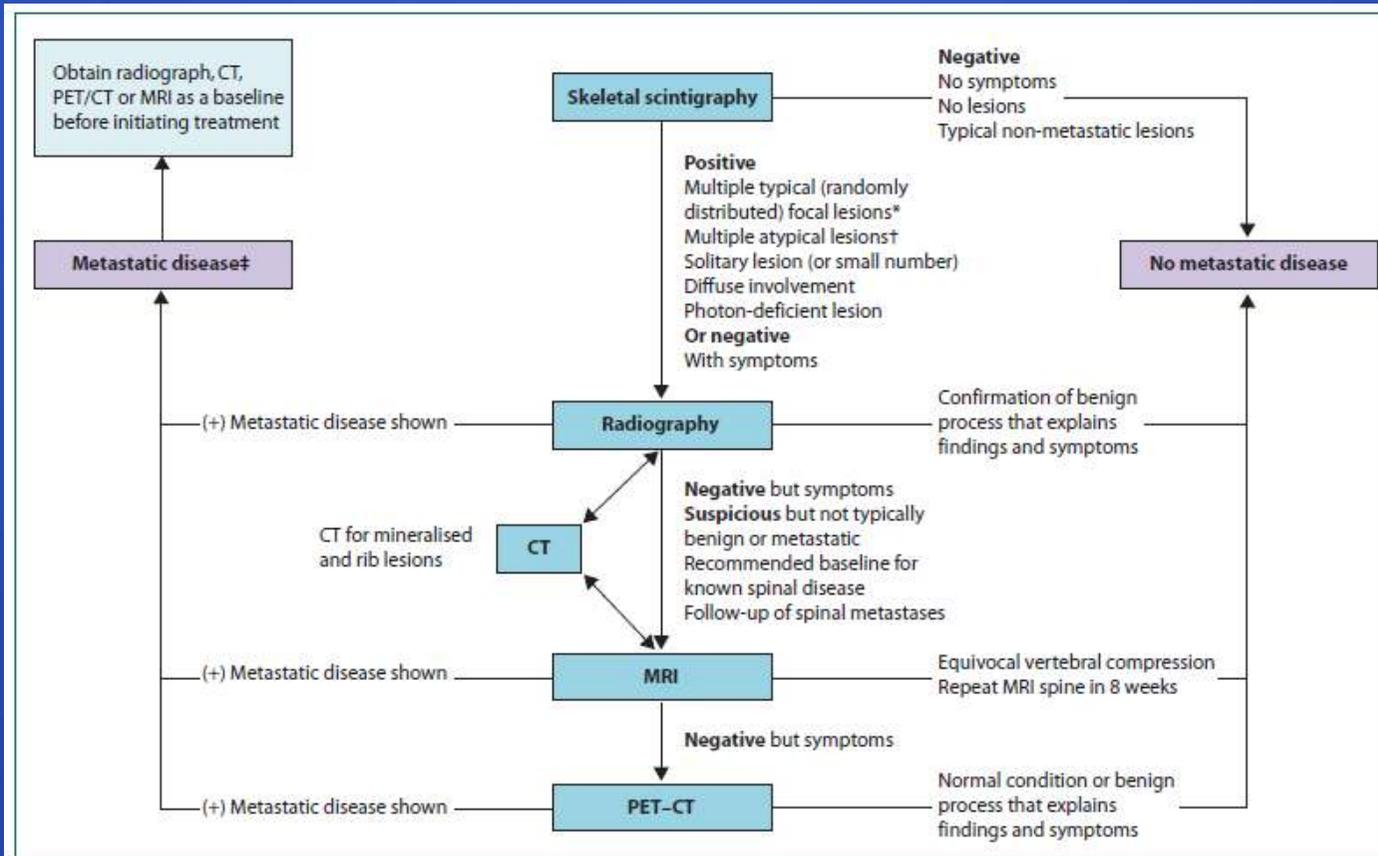 Obtain radiograph, CT,
PET/CT or MRI as a baseline
before initiating treatment
Skeletal scintigraphy
Negative
No symptoms
No lesions
Typical non-metastatic lesions
Positive
Multiple typical (randomly
distributed) focal lesions*
Multiple atypical lesions†
Solitary lesion (or small number)
Diffuse involvement
Photon-deficient lesion
Or negative
With symptoms
Metastatic disease‡
No metastatic disease
(+) Metastatic disease shown
Radiography
Confirmation of benign
process that explains
findings and symptoms
Negative but symptoms
Suspicious but not typically
benign or metastatic
Recommended baseline for
known spinal disease
Follow-up of spinal metastases
CT for mineralised
and rib lesions
CT
(+) Metastatic disease shown
MRI
Equivocal vertebral compression
Repeat MRI spine in 8 weeks
Negative but symptoms
(+) Metastatic disease shown
PET–CT
Normal condition or benign
process that explains
findings and symptoms